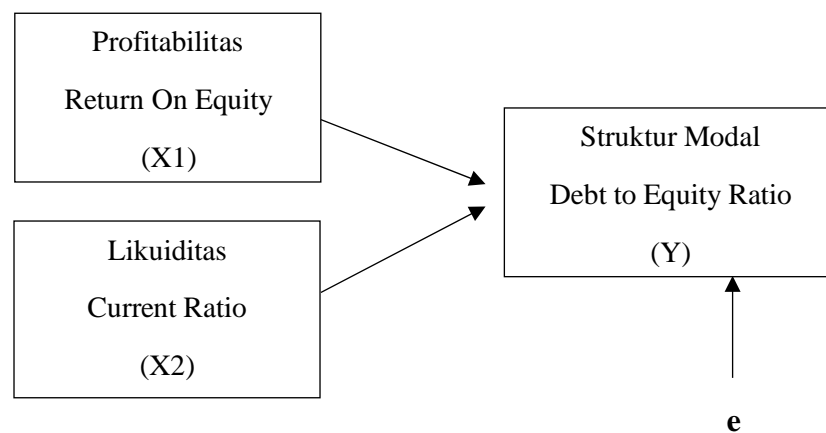 Profitabilitas
Return On Equity
(X1)
Likuiditas
Current Ratio
(X2)
Struktur Modal
Debt to Equity Ratio
(Y)
e